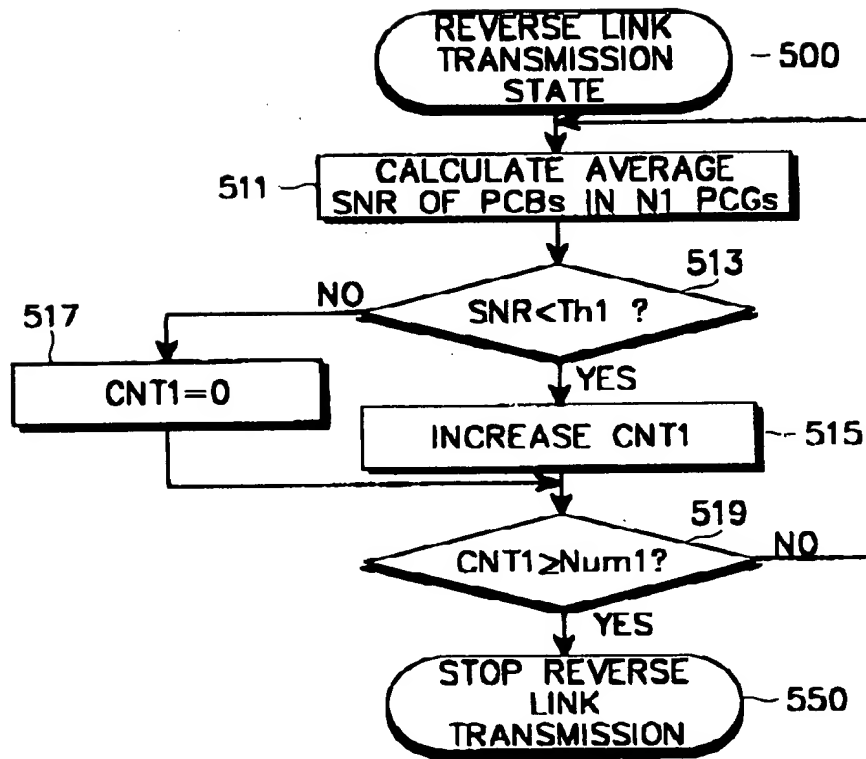 REVERSE LINK
TRANSMISSION
STATE
500
CALCULATE AVERAGE
SNR OF PCBs IN N1 PCGs
511
SNR<Th1 ?
513
NO
YES
517
CNT1=0
INCREASE CNT1
515
CNT1≥Num1?
519
NO
YES
STOP REVERSE
LINK
TRANSMISSION
550